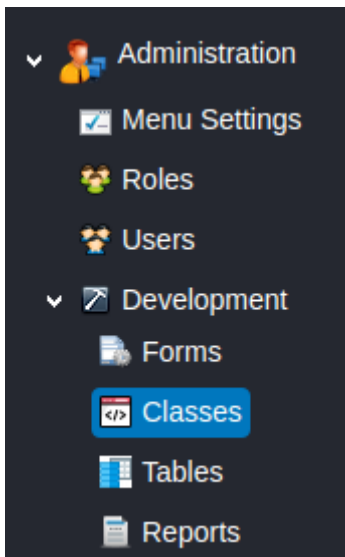 Administration
Menu Settings
Roles
Users
Development
Forms
Classes
Tables
Reports